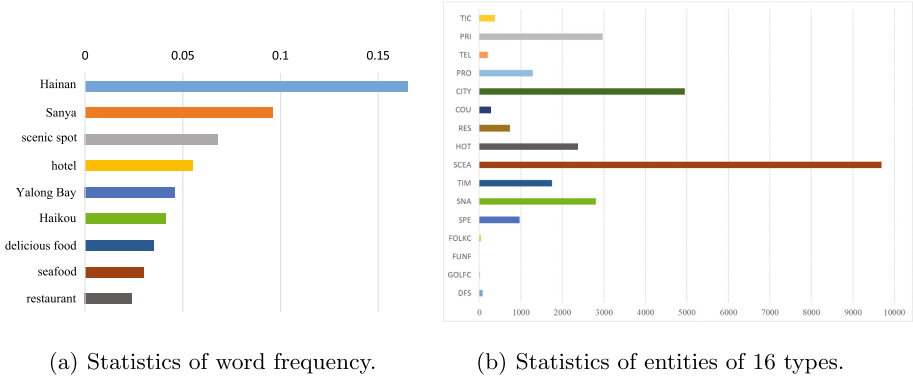 0 0.05 0.1 0.15
Hainan
Sanya
scenic spot
hotel
Yalong Bay
Haikou
delicious food
seafood
restaurant
(a) Statistics of word frequency.
TIC
PRI
TEL
PRO
CITY
COU
RES
HOT
SCEA
TIM
SNA
SPE
FOLKC
FUNF
GOLFC
DFS
0 1000 2000 3000 4000 5000 6000 7000 8000 9000 10000
(b) Statistics of entities of 16 types.